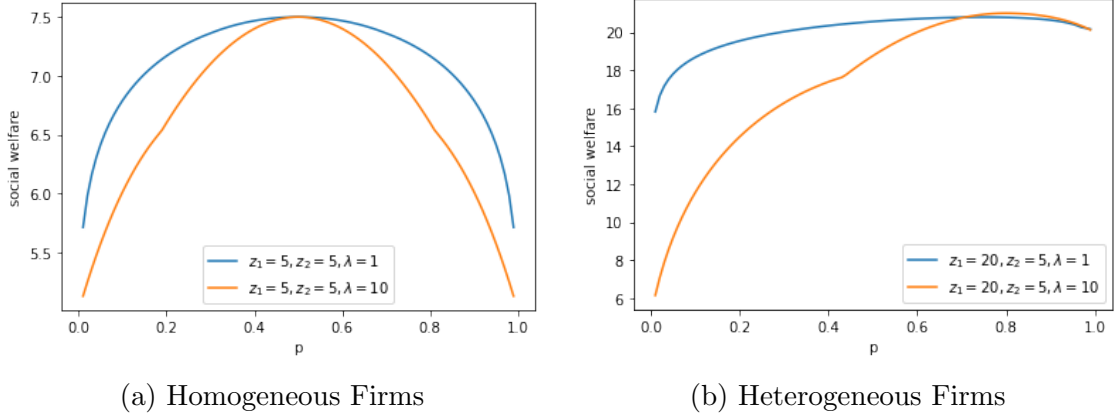 7.5
7.0
6.5
6.0
5.5
social welfare
0.0 0.2 0.4 0.6 0.8 1.0
p
z₁ = 5, z₂ = 5, λ = 1
z₁ = 5, z₂ = 5, λ = 10
(a) Homogeneous Firms
20
18
16
14
12
10
8
6
social welfare
0.0 0.2 0.4 0.6 0.8 1.0
p
z₁ = 20, z₂ = 5, λ = 1
z₁ = 20, z₂ = 5, λ = 10
(b) Heterogeneous Firms